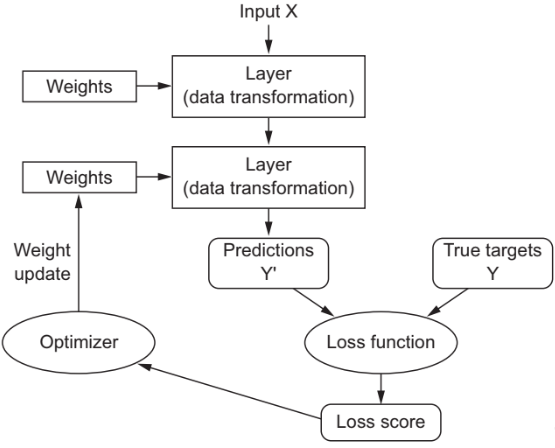 Input X
Weights
Layer
(data transformation)
Weights
Layer
(data transformation)
Weight
update
Predictions
Y'
True targets
Y
Optimizer
Loss function
Loss score